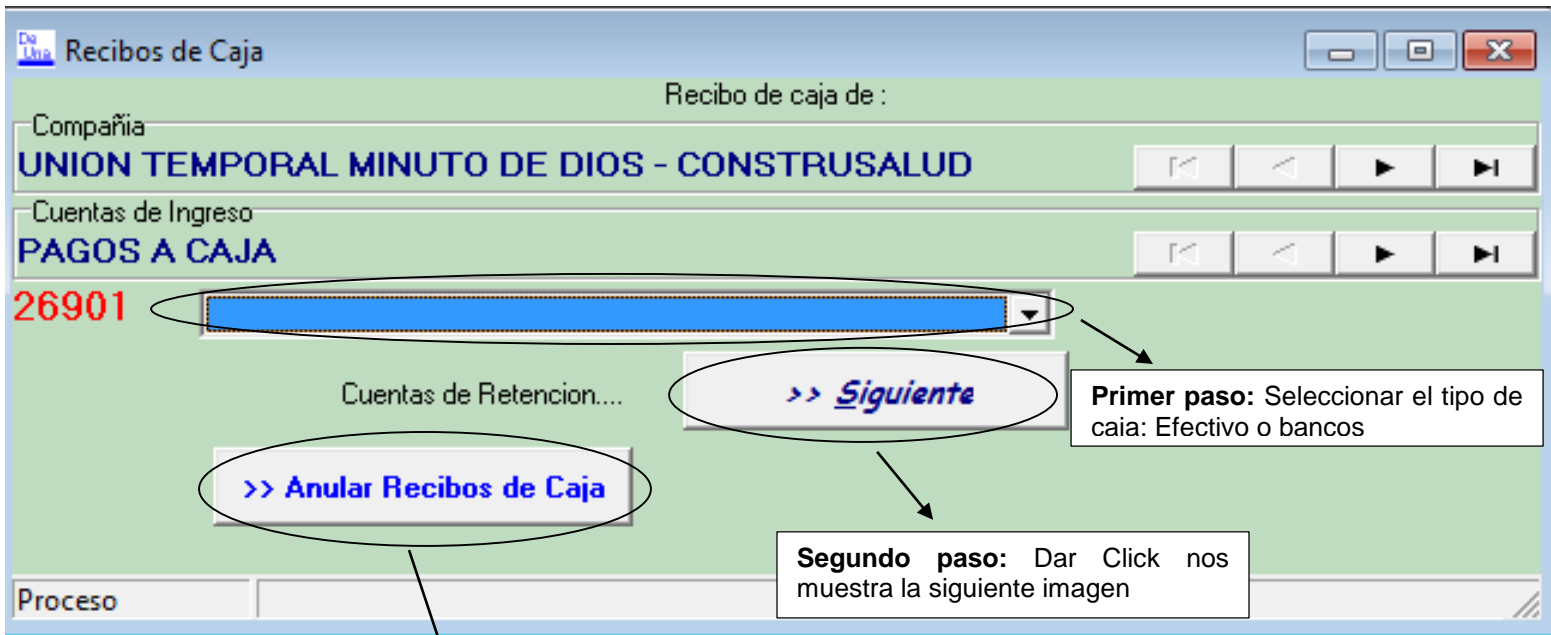 De
Una
Recibos de Caja
Recibo de caja de :
Compañia
UNION TEMPORAL MINUTO DE DIOS - CONSTRUSALUD
Cuentas de Ingreso
PAGOS A CAJA
26901
Cuentas de Retencion....
>> Siguiente
Primer paso: Seleccionar el tipo de
caia: Efectivo o bancos
>> Anular Recibos de Caja
Segundo paso: Dar Click nos
muestra la siguiente imagen
Proceso